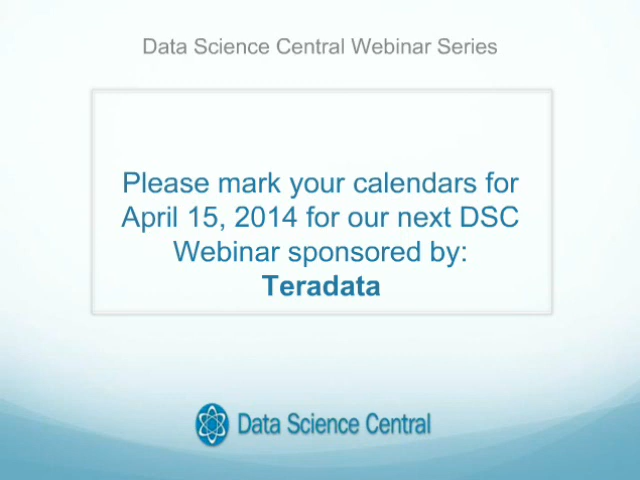 Data Science Central Webinar Series
Please mark your calendars for
April 15, 2014 for our next DSC
Webinar sponsored by:
Teradata
Data Science Central